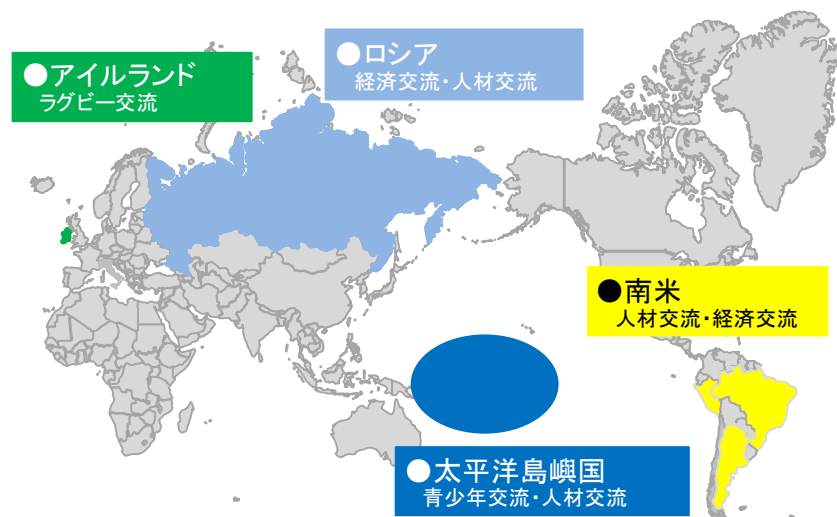 ●アイルランド
ラグビー交流
●ロシア
経済交流・人材交流
●南米
人材交流・経済交流
●太平洋島嶼国
青少年交流・人材交流